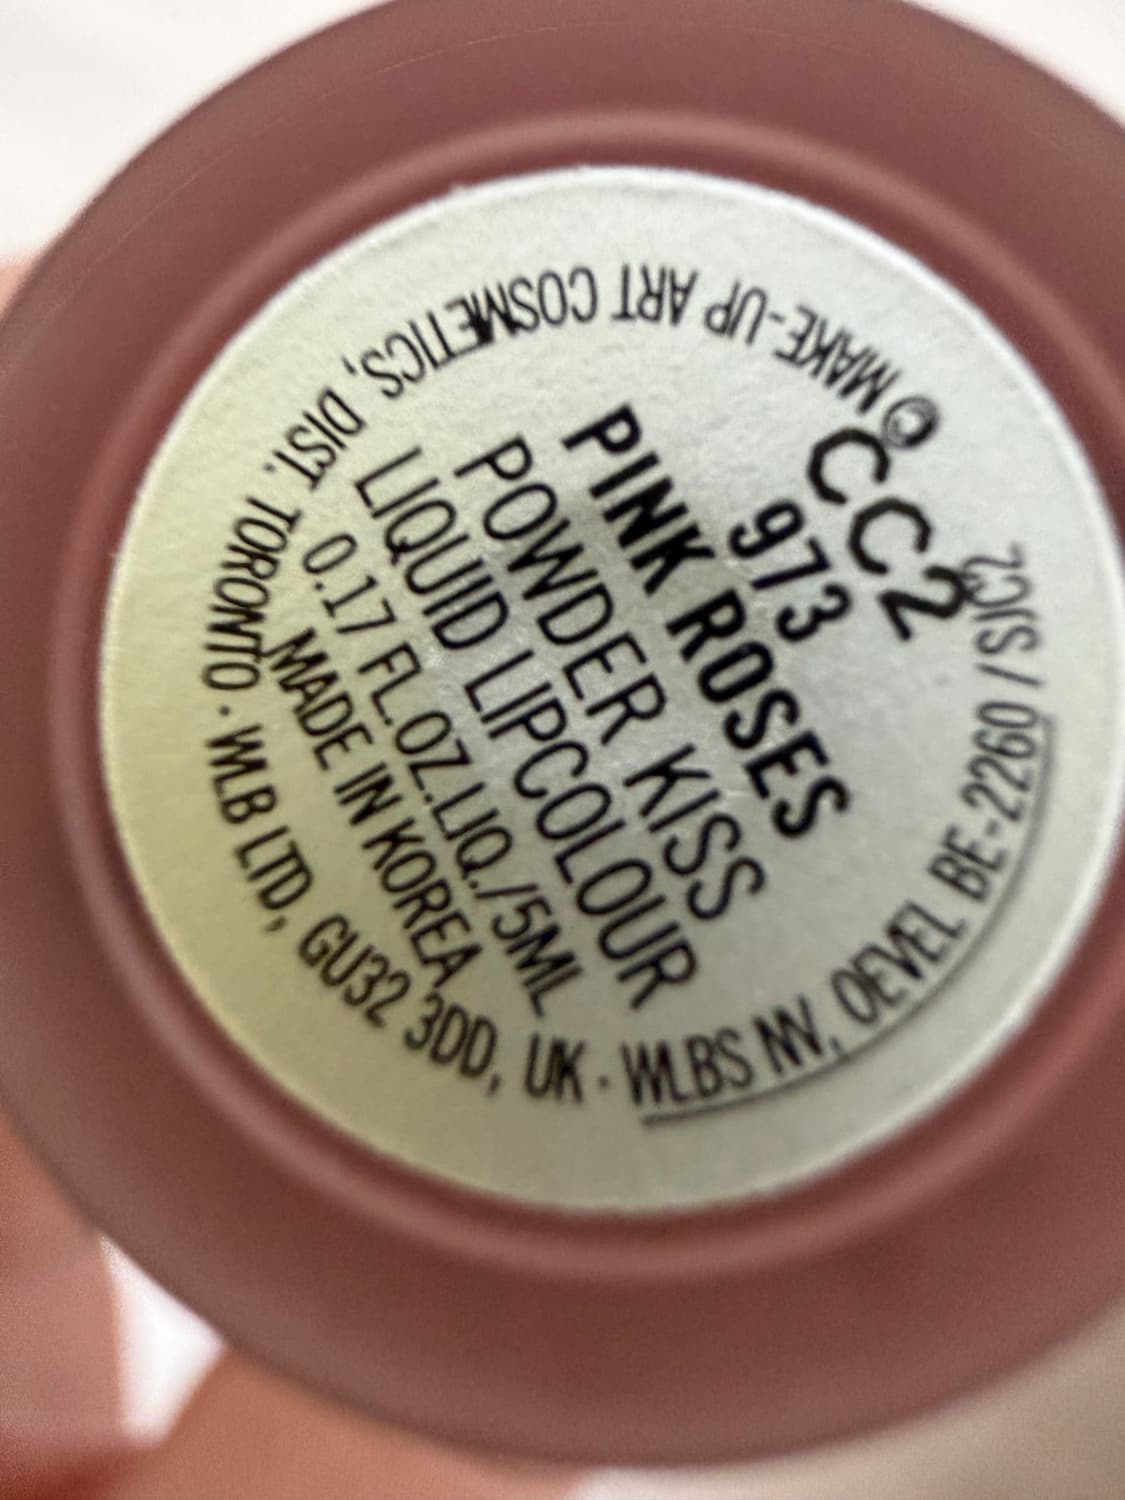 CC2
973
PINK ROSES
POWDER KISS
LIQUID LIPCOLOUR
0.17 FL.OZ.LIQ./5ML
MADE IN KOREA
© MAKE-UP ART COSMETICS, DIST. TORONTO · WLB LTD, GU32 3DD, UK · WLBS NV, OEVEL BE-2260 / SJC2